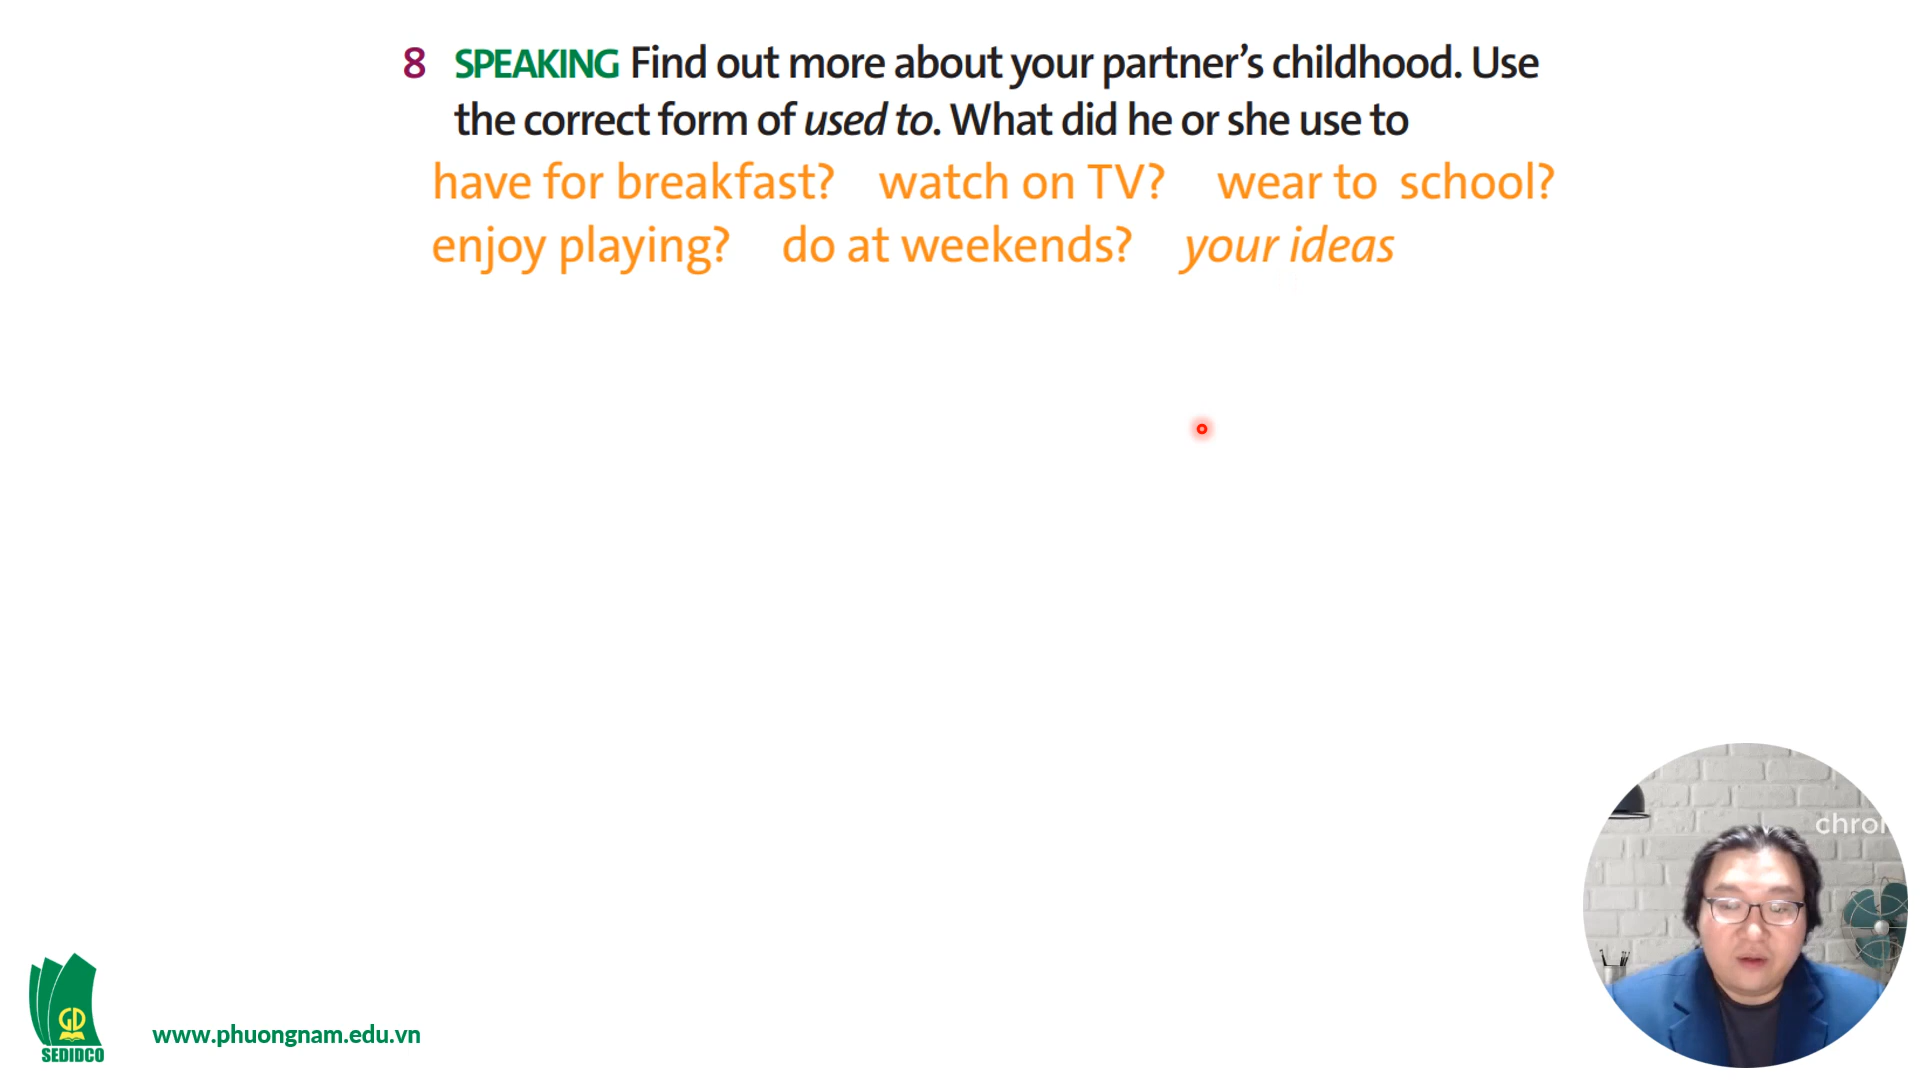 8 SPEAKING Find out more about your partner’s childhood. Use
the correct form of used to. What did he or she use to
have for breakfast? watch on TV? wear to school?
enjoy playing? do at weekends? your ideas
chro
GD
SEDIDCO
www.phuongnam.edu.vn